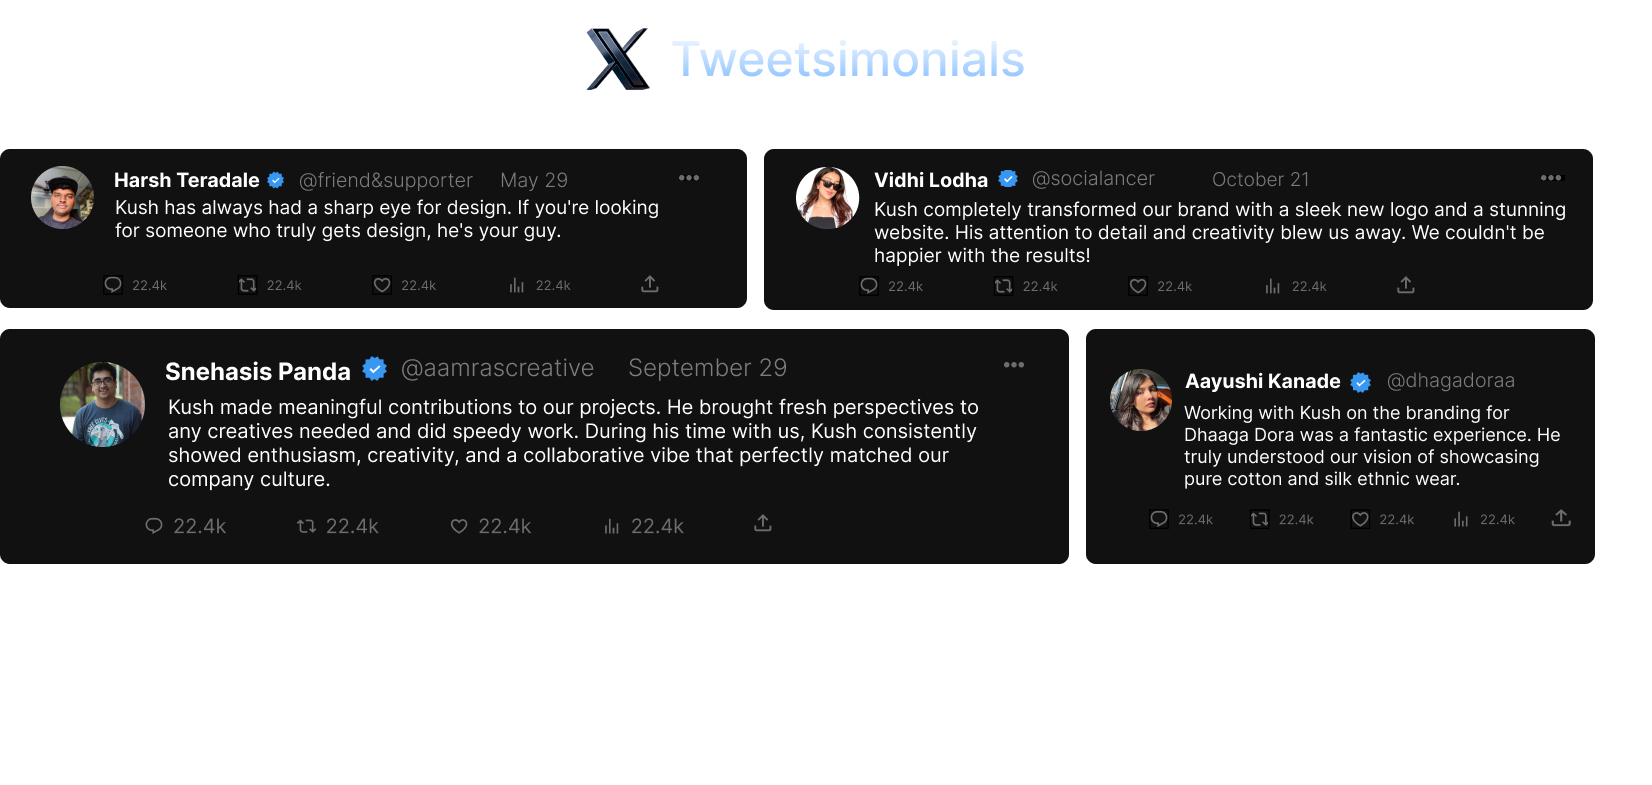 Tweetsimonials
Harsh Teradale @friend&supporter May 29
Kush has always had a sharp eye for design. If you're looking
for someone who truly gets design, he's your guy.
22.4k 22.4k 22.4k 22.4k
Vidhi Lodha @socialancer October 21
Kush completely transformed our brand with a sleek new logo and a stunning
website. His attention to detail and creativity blew us away. We couldn't be
happier with the results!
22.4k 22.4k 22.4k 22.4k
Snehasis Panda @aamrascreative September 29
Kush made meaningful contributions to our projects. He brought fresh perspectives to
any creatives needed and did speedy work. During his time with us, Kush consistently
showed enthusiasm, creativity, and a collaborative vibe that perfectly matched our
company culture.
22.4k 22.4k 22.4k 22.4k
Aayushi Kanade @dhagadoraa
Working with Kush on the branding for
Dhaaga Dora was a fantastic experience. He
truly understood our vision of showcasing
pure cotton and silk ethnic wear.
22.4k 22.4k 22.4k 22.4k